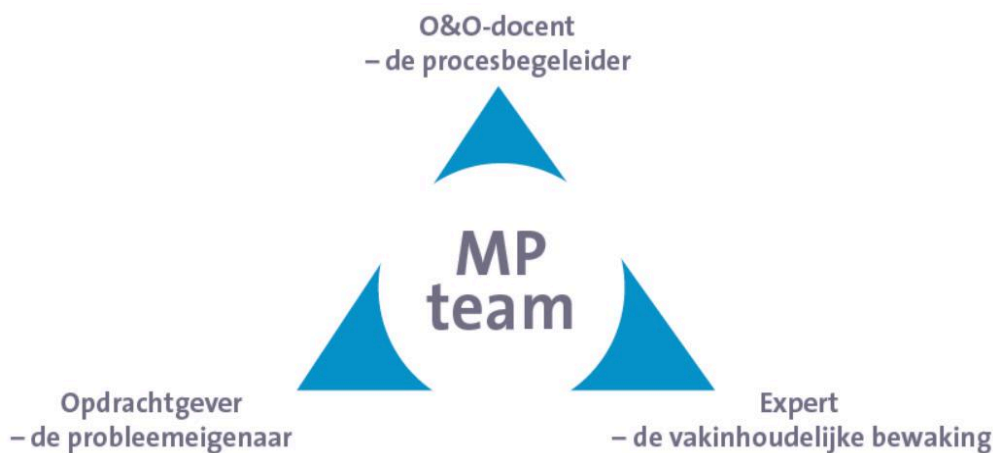 O&O-docent
– de procesbegeleider
MP
team
Opdrachtgever
– de probleemeigenaar
Expert
– de vakinhoudelijke bewaking